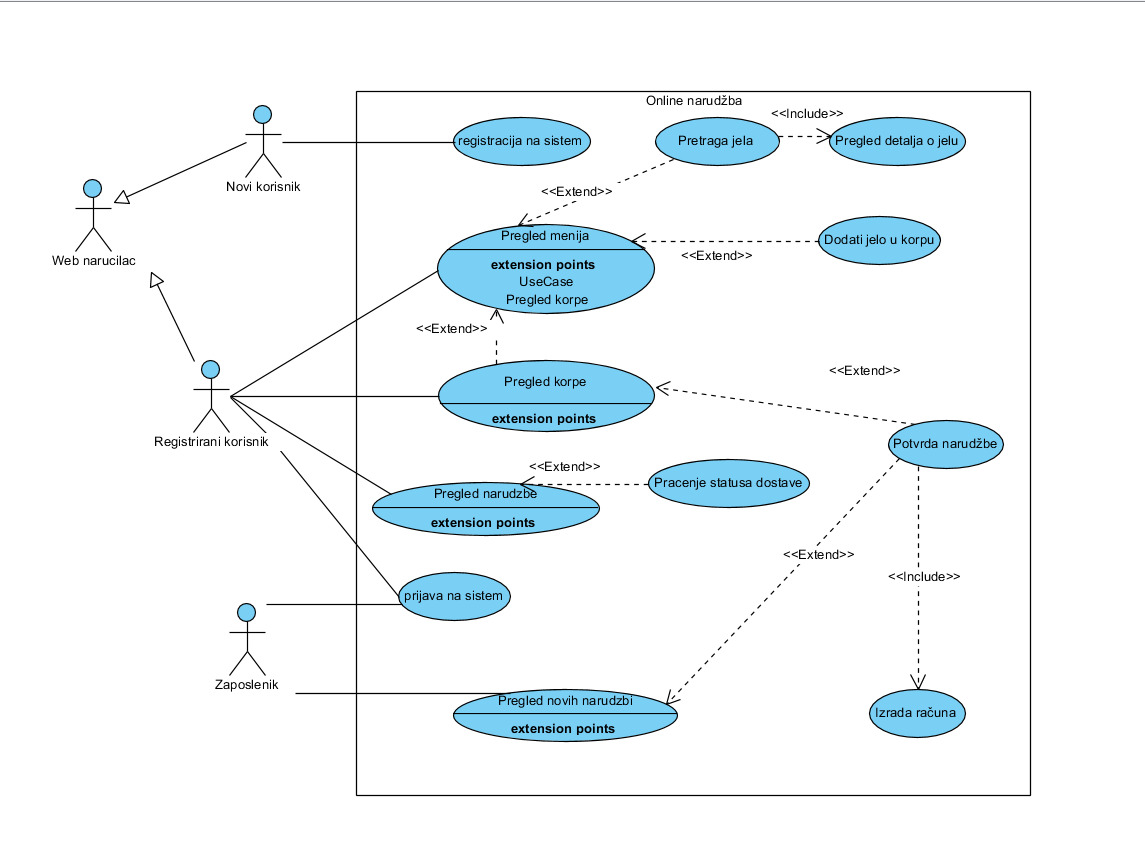 Online narudžba
<<Include>>
registracija na sistem
Pretraga jela
Pregled detalja o jelu
Novi korisnik
<<Extend>>
Web narucilac
Pregled menija
extension points
UseCase
Pregled korpe
Dodati jelo u korpu
<<Extend>>
<<Extend>>
Pregled korpe
extension points
<<Extend>>
Registrirani korisnik
Potvrda narudžbe
<<Extend>>
Pregled narudzbe
extension points
Pracenje statusa dostave
<<Extend>>
<<Include>>
prijava na sistem
Zaposlenik
Pregled novih narudzbi
extension points
Izrada računa